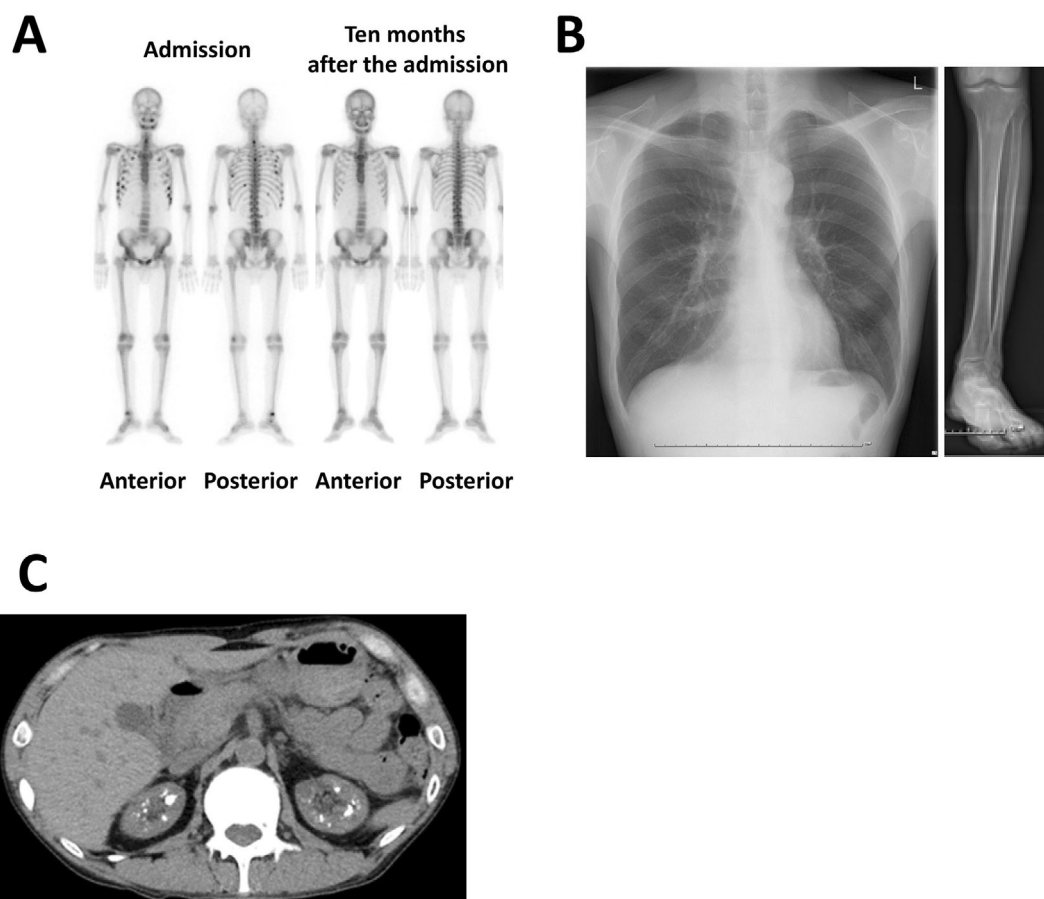 A
Admission
Ten months
after the admission
Anterior
Posterior
Anterior
Posterior
B
L
C